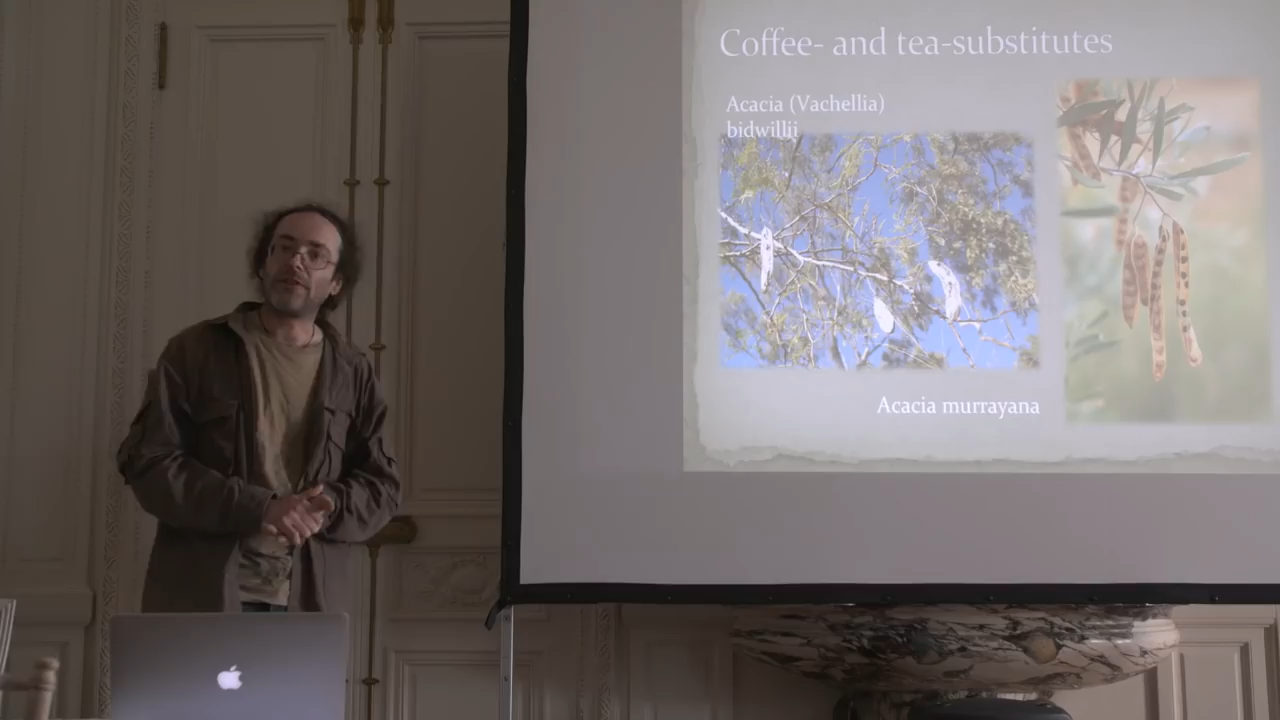 Coffee- and tea-substitutes
Acacia (Vachellia)
bidwillii
Acacia murrayana